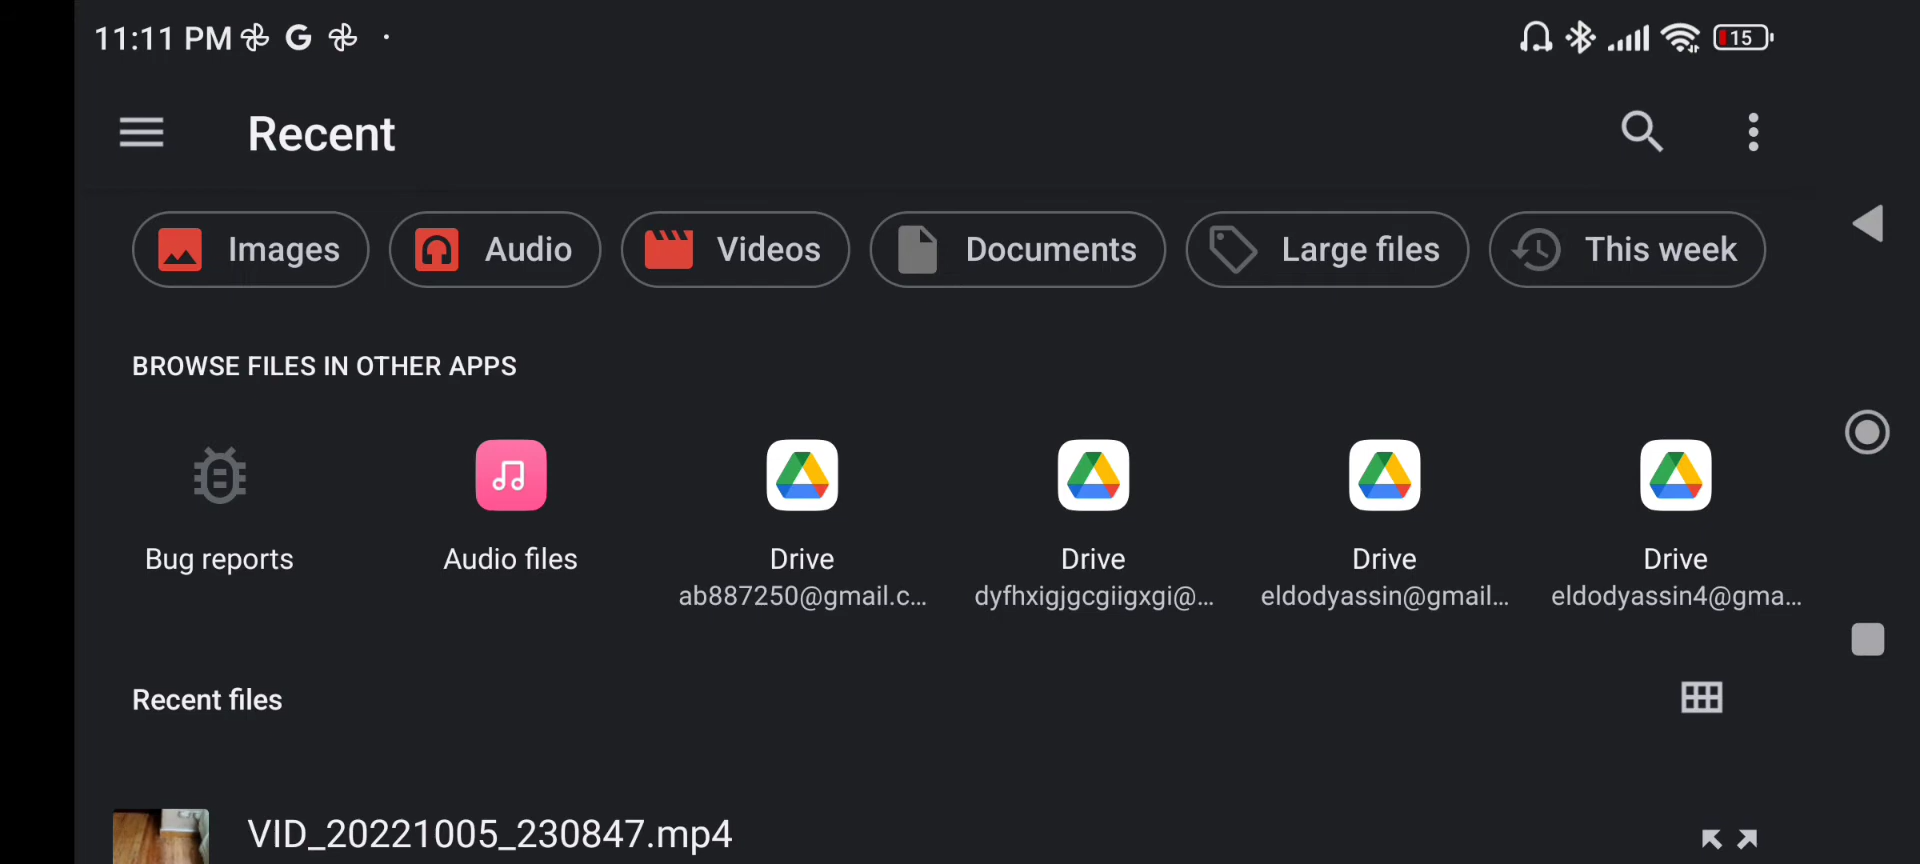 11:11 PM G 15
Recent
Images Audio Videos Documents Large files This week
BROWSE FILES IN OTHER APPS
Bug reports Audio files Drive Drive Drive Drive
ab887250@gmail.c... dyfhxigjgcgiigxgi@... eldodyassin@gmail... eldodyassin4@gma...
Recent files
VID_20221005_230847.mp4